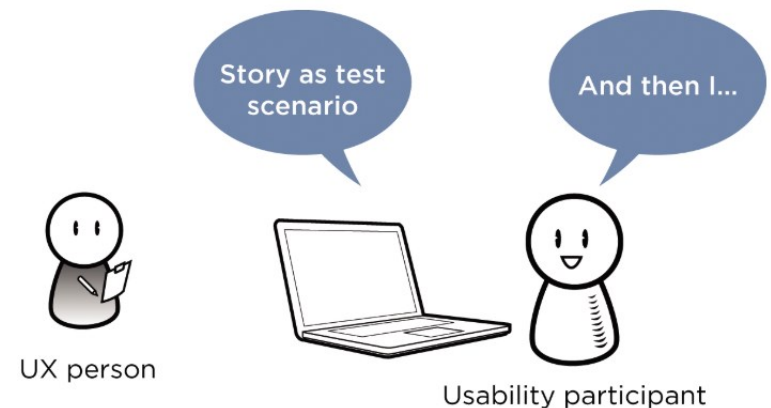 Story as test
scenario
And then I...
UX person
Usability participant